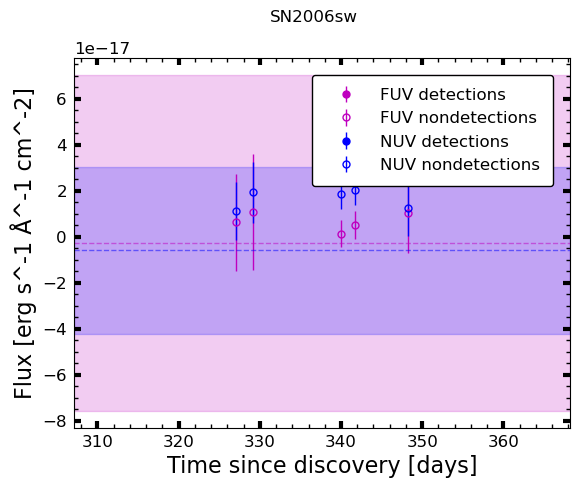 SN2006sw
1e−17
FUV detections
FUV nondetections
NUV detections
NUV nondetections
6
4
2
0
−2
−4
−6
−8
Flux [erg s^-1 Å^-1 cm^-2]
310 320 330 340 350 360
Time since discovery [days]